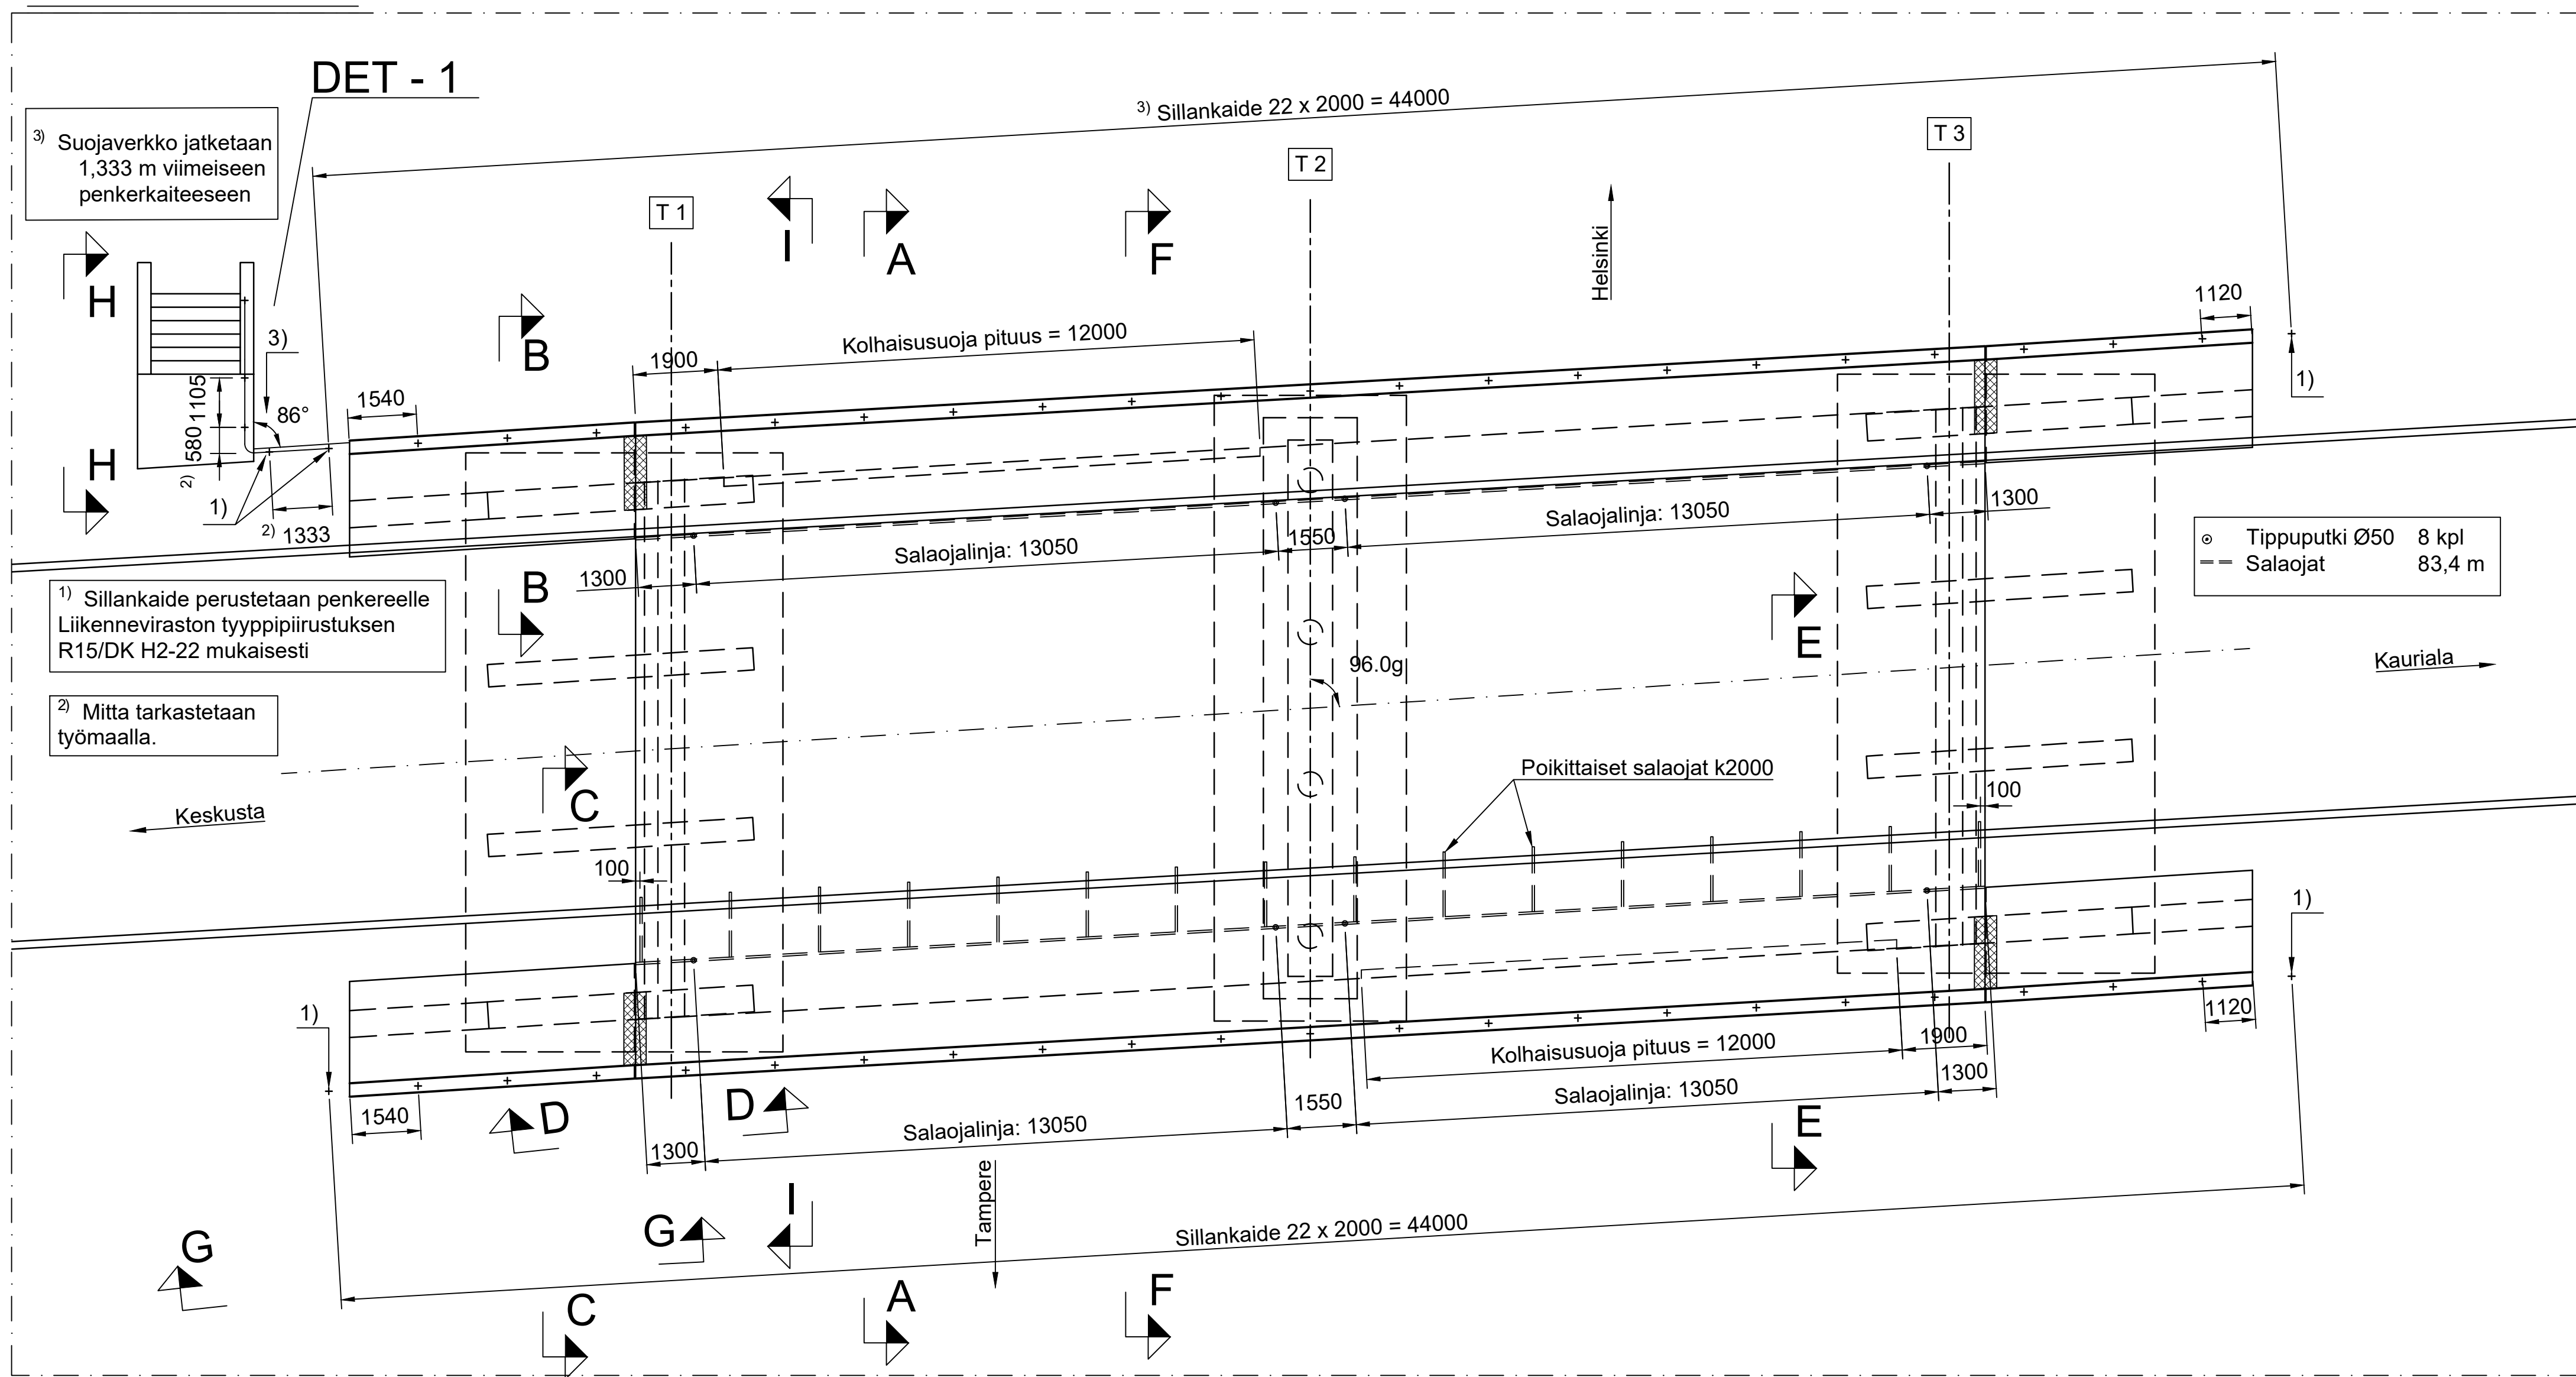 DET - 1
3) Sillankaide 22 x 2000 = 44000
3) Suojaverkko jatketaan
1,333 m viimeiseen
penkerkaiteeseen
T 1
T 2
T 3
I
A
F
H
B
Helsinki
1120
3)
1105
580
2)
86°
1540
1900
Kolhaisusuoja pituus = 12000
1)
H
1)
2) 1333
Salaojalinja: 13050
1550
Salaojalinja: 13050
1300
1300
Tippuputki Ø50 8 kpl
Salaojat 83,4 m
1) Sillankaide perustetaan penkereelle
Liikenneviraston tyyppipiirustuksen
R15/DK H2-22 mukaisesti
B
E
96.0g
Kauriala
2) Mitta tarkastetaan
työmaalla.
Poikittaiset salaojat k2000
100
C
Keskusta
100
1)
1)
1120
1900
Kolhaisusuoja pituus = 12000
1300
Salaojalinja: 13050
1550
1540
D
D
E
Salaojalinja: 13050
1300
Tampere
I
G
G
Sillankaide 22 x 2000 = 44000
C
A
F